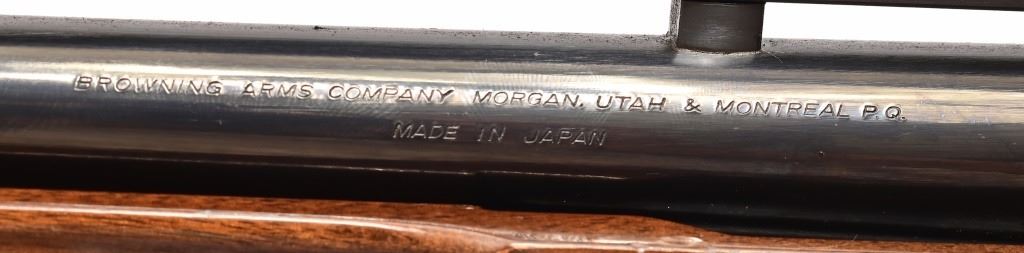 BROWNING ARMS COMPANY MORGAN, UTAH & MONTREAL P.Q.
MADE IN JAPAN